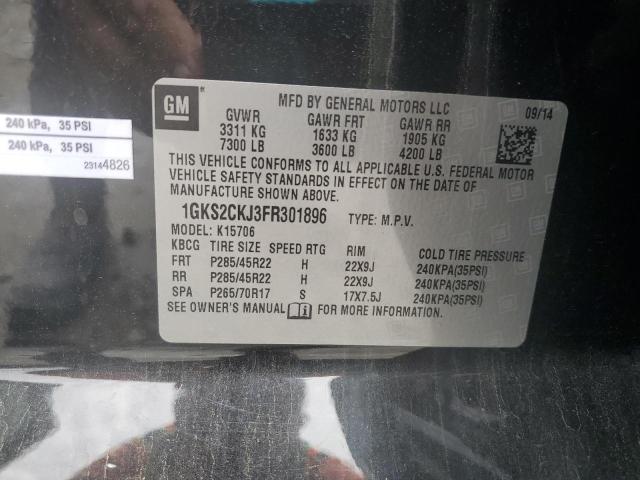 240 kPa, 35 PSI
240 kPa, 35 PSI
23144826
GM
MFD BY GENERAL MOTORS LLC
09/14
GVWR GAWR FRT GAWR RR
3311 KG 1633 KG 1905 KG
7300 LB 3600 LB 4200 LB
THIS VEHICLE CONFORMS TO ALL APPLICABLE U.S. FEDERAL MOTOR
VEHICLE SAFETY STANDARDS IN EFFECT ON THE DATE OF
MANUFACTURE SHOWN ABOVE.
1GKS2CKJ3FR301896 TYPE: M.P.V.
MODEL: K15706
KBCG TIRE SIZE SPEED RTG RIM COLD TIRE PRESSURE
FRT P285/45R22 H 22X9J 240KPA(35PSI)
RR P285/45R22 H 22X9J 240KPA(35PSI)
SPA P265/70R17 S 17X7.5J 240KPA(35PSI)
SEE OWNER'S MANUAL FOR MORE INFORMATION.